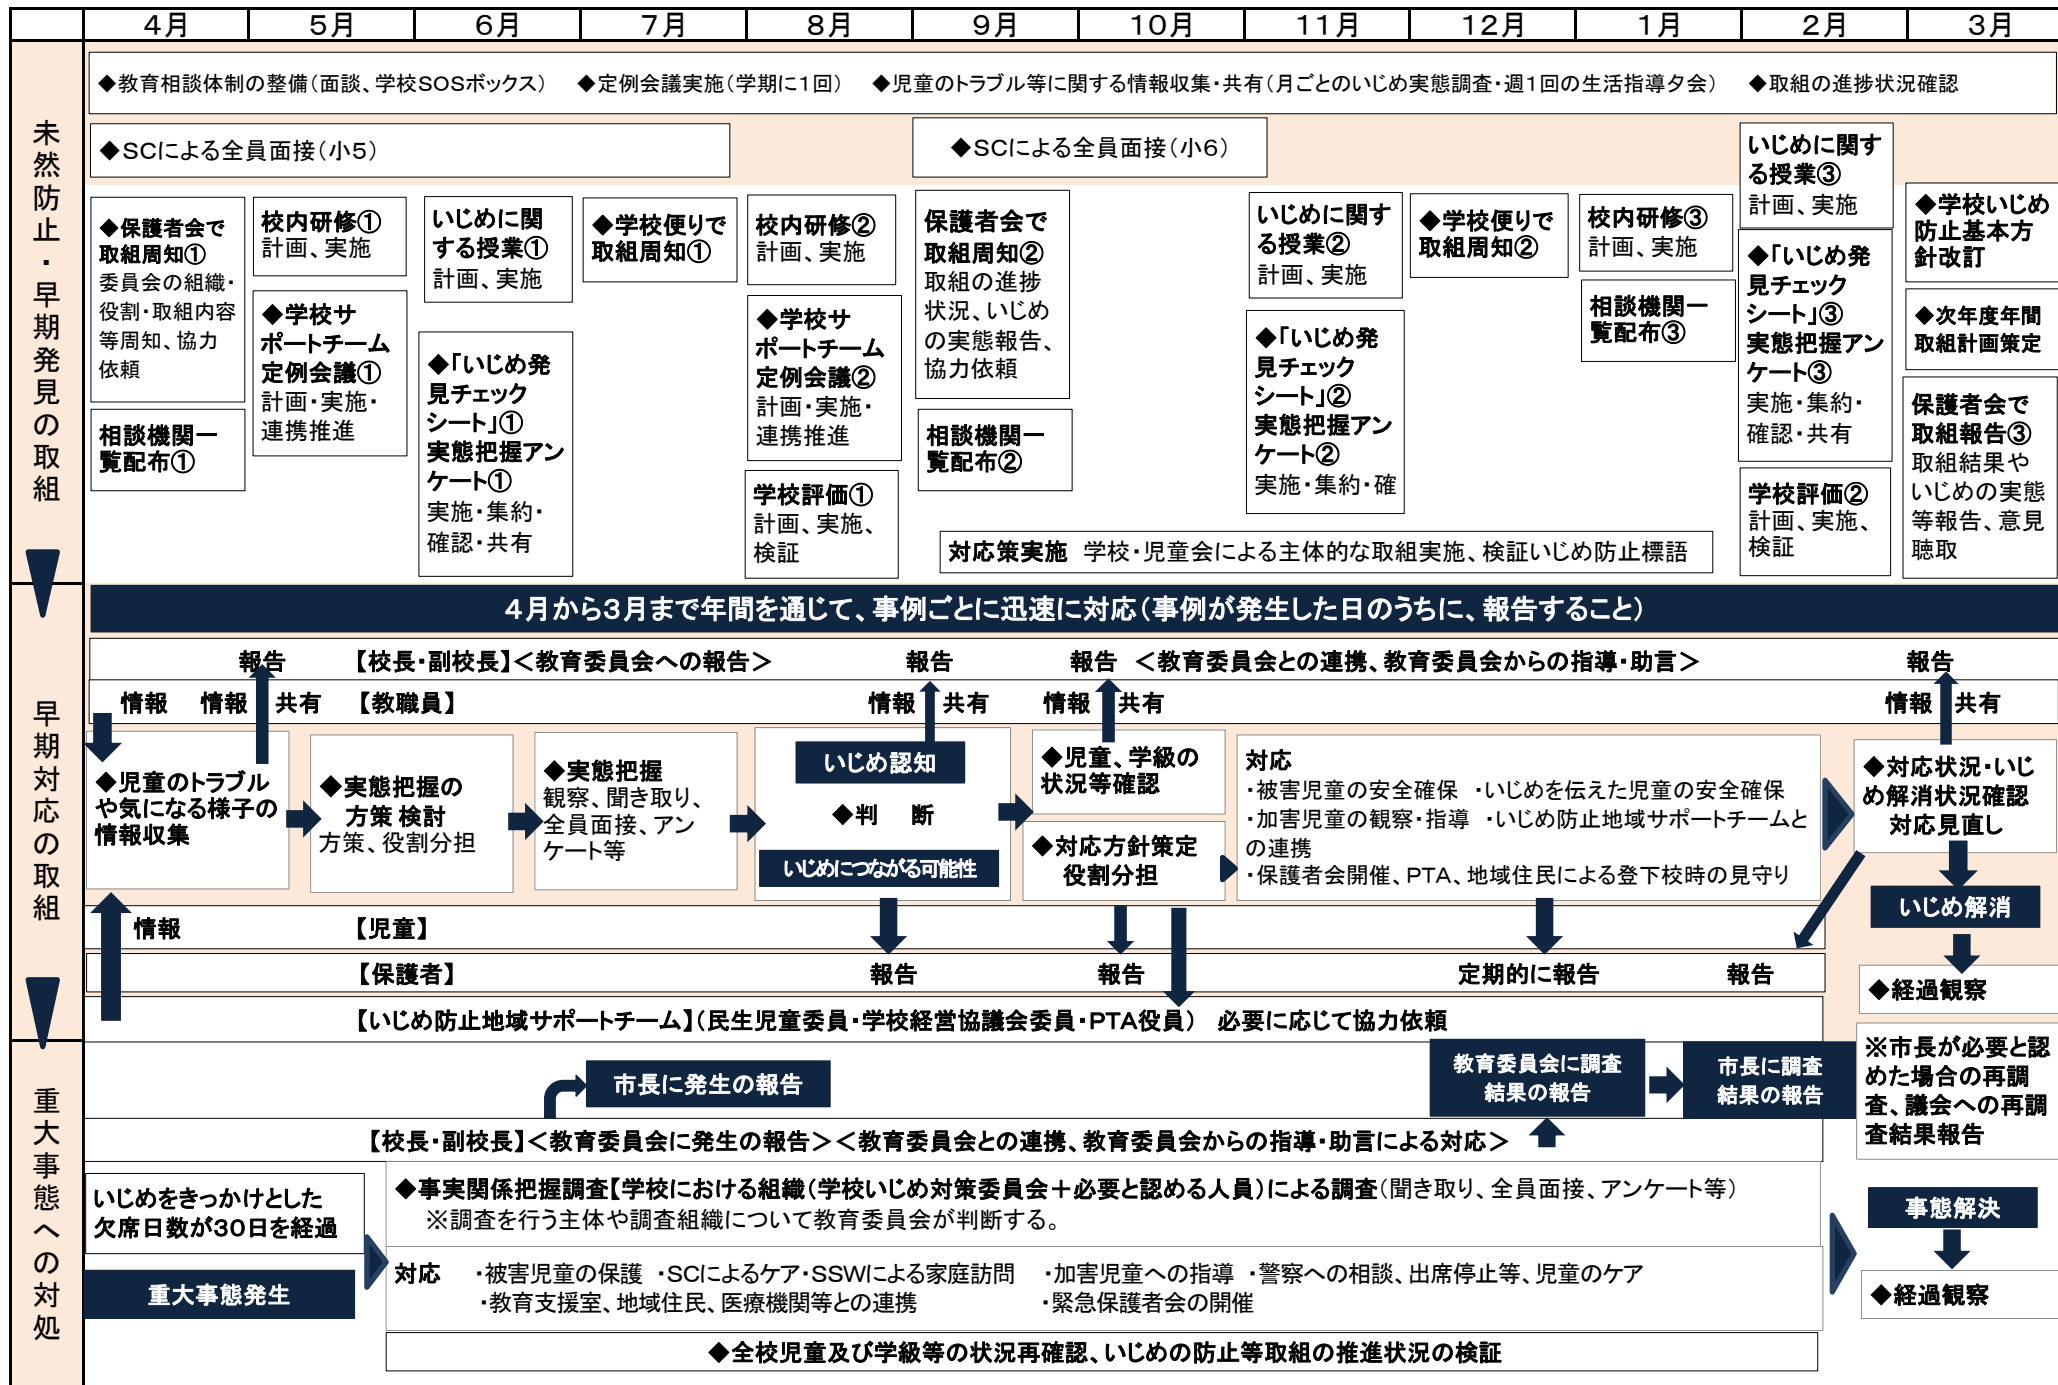 4月 5月 6月 7月 8月 9月 10月 11月 12月 1月 2月 3月
未然防止・早期発見の取組
◆教育相談体制の整備(面談、学校SOSボックス) ◆定例会議実施(学期に1回) ◆児童のトラブル等に関する情報収集・共有(月ごとのいじめ実態調査・週1回の生活指導夕会) ◆取組の進捗状況確認
◆SCによる全員面接(小5)
◆SCによる全員面接(小6)
◆保護者会で
取組周知①
委員会の組織・
役割・取組内容
等周知、協力
依頼
相談機関一
覧配布①
校内研修①
計画、実施
◆学校サ
ポートチーム
定例会議①
計画・実施・
連携推進
いじめに関
する授業①
計画、実施
◆「いじめ発
見チェック
シート」①
実態把握アン
ケート①
実施・集約・
確認・共有
◆学校便りで
取組周知①
校内研修②
計画、実施
◆学校サ
ポートチーム
定例会議②
計画・実施・
連携推進
学校評価①
計画、実施、
検証
保護者会で
取組周知②
取組の進捗
状況、いじめ
の実態報告、
協力依頼
相談機関一
覧配布②
いじめに関す
る授業②
計画、実施
◆「いじめ発
見チェック
シート」②
実態把握アン
ケート②
実施・集約・確
◆学校便りで
取組周知②
校内研修③
計画、実施
相談機関一
覧配布③
対応策実施 学校・児童会による主体的な取組実施、検証いじめ防止標語
いじめに関す
る授業③
計画、実施
◆「いじめ発
見チェック
シート」③
実態把握アン
ケート③
実施・集約・
確認・共有
学校評価②
計画、実施、
検証
◆学校いじめ
防止基本方
針改訂
◆次年度年間
取組計画策定
保護者会で
取組報告③
取組結果や
いじめの実態
等報告、意見
聴取
4月から3月まで年間を通じて、事例ごとに迅速に対応(事例が発生した日のうちに、報告すること)
早期対応の取組
報告 【校長・副校長】<教育委員会への報告> 報告 報告 <教育委員会との連携、教育委員会からの指導・助言> 報告
情報 情報 共有 【教職員】 情報 共有 情報 共有 情報 共有
◆児童のトラブル
や気になる様子の
情報収集
◆実態把握の
方策 検討
方策、役割分担
◆実態把握
観察、聞き取り、
全員面接、アン
ケート等
いじめ認知
◆判 断
いじめにつながる可能性
◆児童、学級の
状況等確認
◆対応方針策定
役割分担
対応
・被害児童の安全確保 ・いじめを伝えた児童の安全確保
・加害児童の観察・指導 ・いじめ防止地域サポートチームと
の連携
・保護者会開催、PTA、地域住民による登下校時の見守り
◆対応状況・いじ
め解消状況確認
対応見直し
いじめ解消
◆経過観察
情報 【児童】
【保護者】 報告 報告 定期的に報告 報告
【いじめ防止地域サポートチーム】(民生児童委員・学校経営協議会委員・PTA役員) 必要に応じて協力依頼
重大事態への対処
市長に発生の報告
教育委員会に調査
結果の報告
市長に調査
結果の報告
※市長が必要と認
めた場合の再調
査、議会への再調
査結果報告
【校長・副校長】<教育委員会に発生の報告><教育委員会との連携、教育委員会からの指導・助言による対応>
いじめをきっかけとした
欠席日数が30日を経過
重大事態発生
◆事実関係把握調査【学校における組織(学校いじめ対策委員会+必要と認める人員)による調査(聞き取り、全員面接、アンケート等)
※調査を行う主体や調査組織について教育委員会が判断する。
対応 ・被害児童の保護 ・SCによるケア・SSWによる家庭訪問 ・加害児童への指導 ・警察への相談、出席停止等、児童のケア
・教育支援室、地域住民、医療機関等との連携 ・緊急保護者会の開催
事態解決
◆経過観察
◆全校児童及び学級等の状況再確認、いじめの防止等取組の推進状況の検証